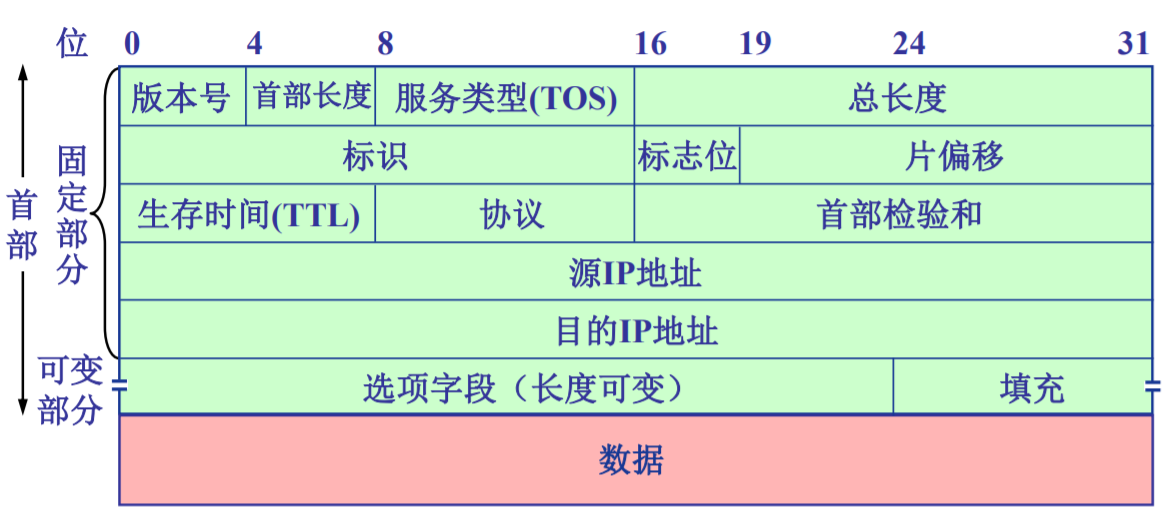 位 0 4 8 16 19 24 31
版本号 首部长度 服务类型(TOS) 总长度
标识 标志位 片偏移
生存时间(TTL) 协议 首部检验和
源IP地址
目的IP地址
选项字段（长度可变） 填充
数据
首部
固定部分
可变
部分